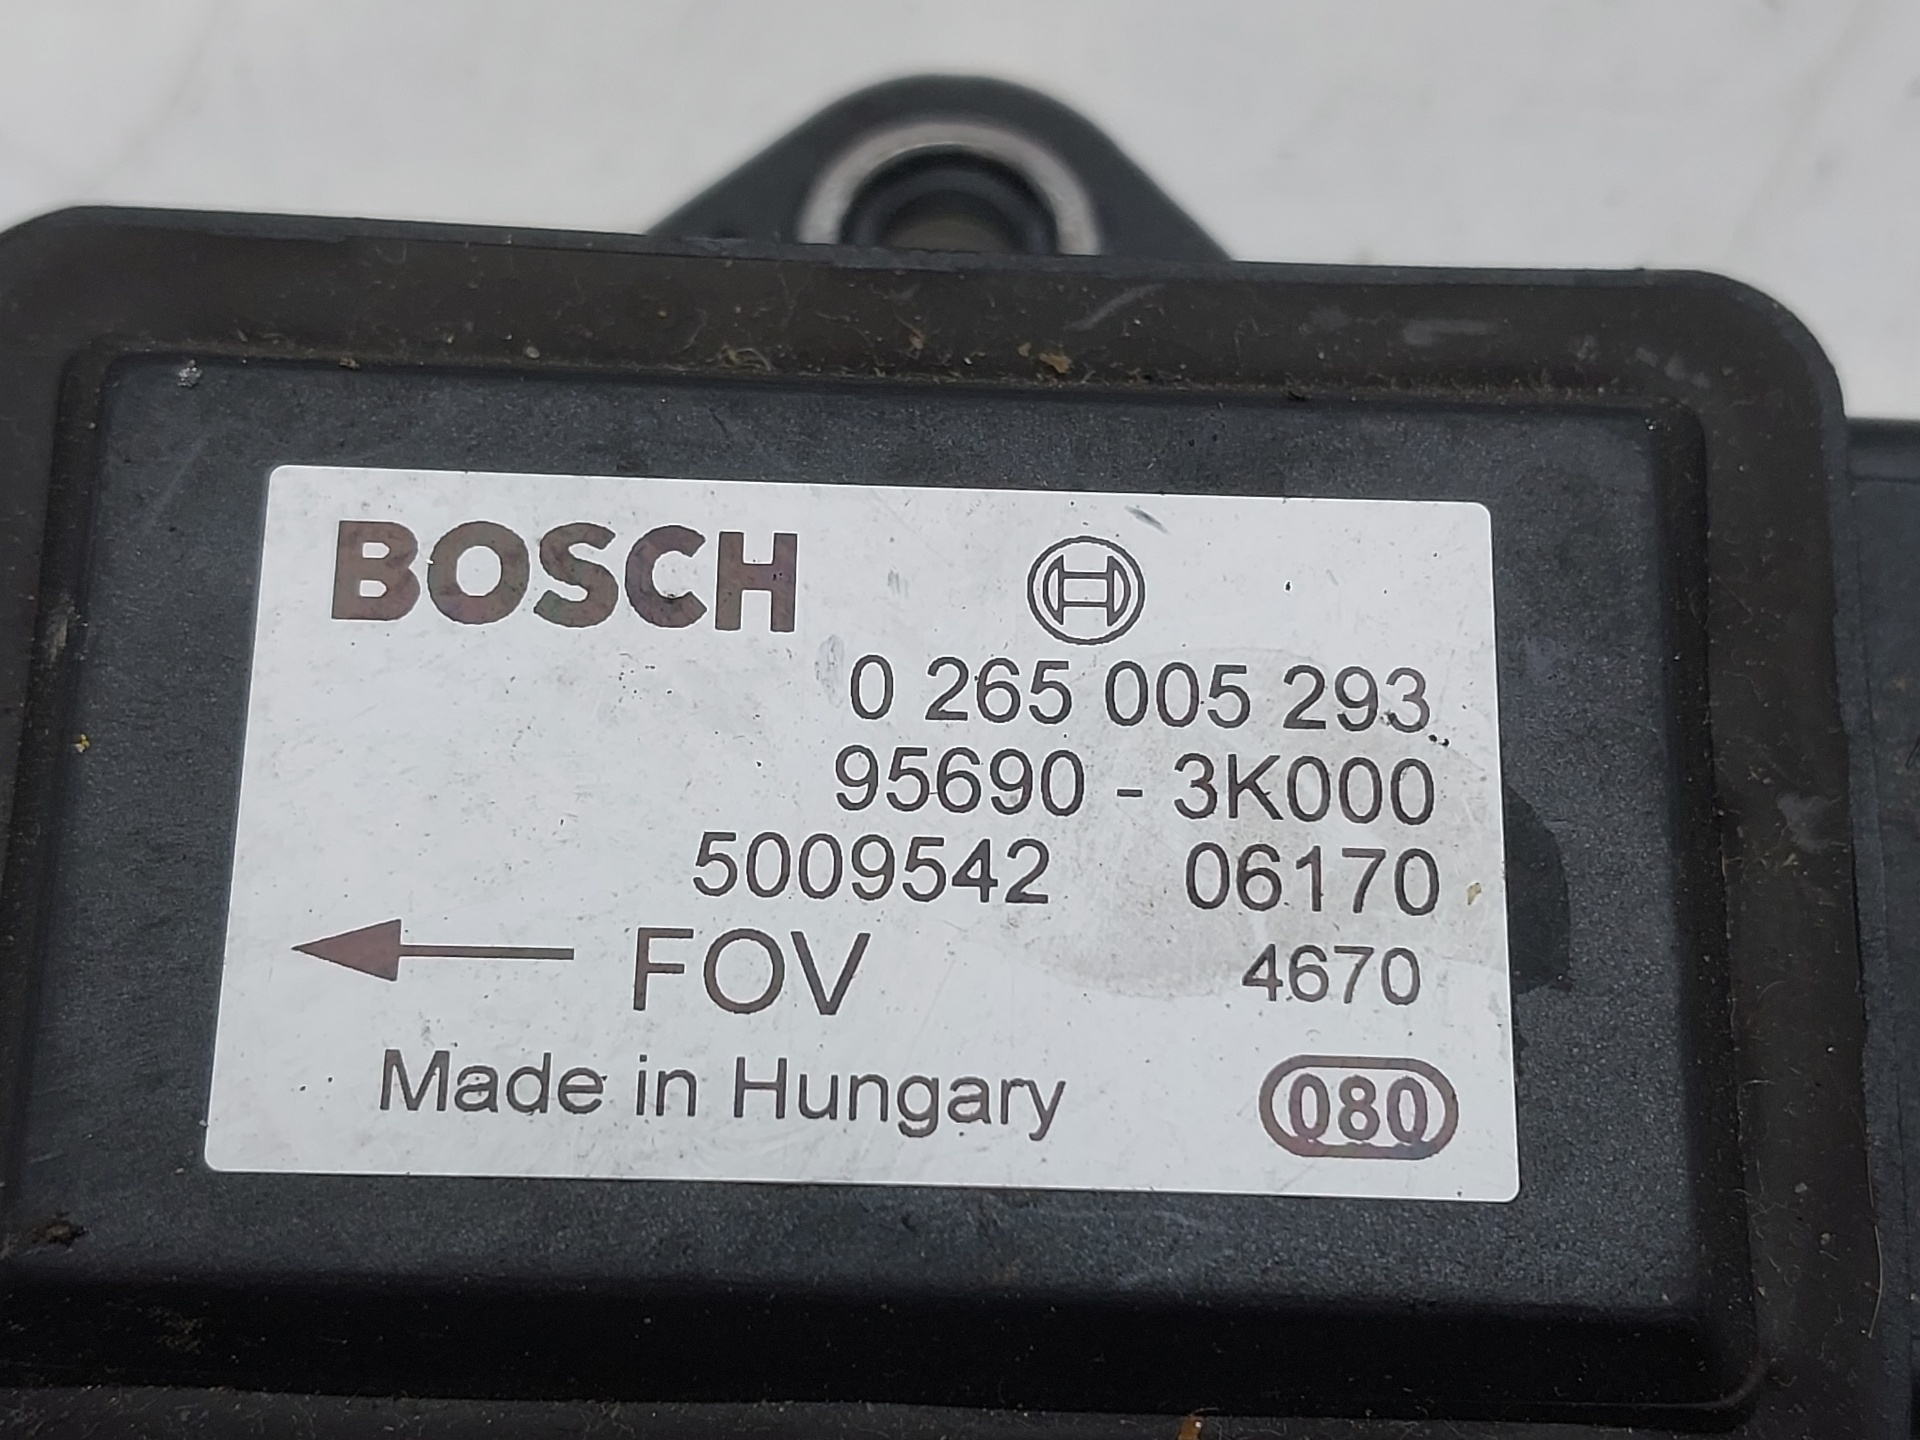 BOSCH
0 265 005 293
95690 - 3K000
5009542 06170
FOV 4670
Made in Hungary 080